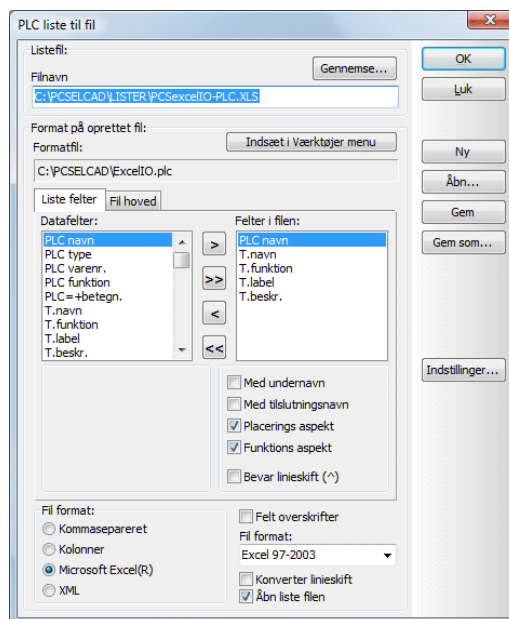 PLC liste til fil
Listefil:
Filnavn
Gennemse...
C:\PCSELCAD\LISTER\PCSexcelIO-PLC.XLS
Format på oprettet fil:
Formatfil:
Indsæt i Værktøjer menu
C:\PCSELCAD\ExcelIO.plc
Liste felter
Fil hoved
Datafelter:
PLC navn
PLC type
PLC varenr.
PLC funktion
PLC=+betegn.
T.navn
T.funktion
T.label
T.beskr.
>
>>
<
<<
Felter i filen:
PLC navn
T.navn
T.funktion
T.label
T.beskr.
Med undernavn
Med tilslutningsnavn
Placerings aspekt
Funktions aspekt
Bevar linieskift (^)
Fil format:
Kommasepareret
Kolonner
Microsoft Excel(R)
XML
Felt overskrifter
Fil format:
Excel 97-2003
Konverter linieskift
Åbn liste filen
OK
Luk
Ny
Åbn...
Gem
Gem som...
Indstillinger...